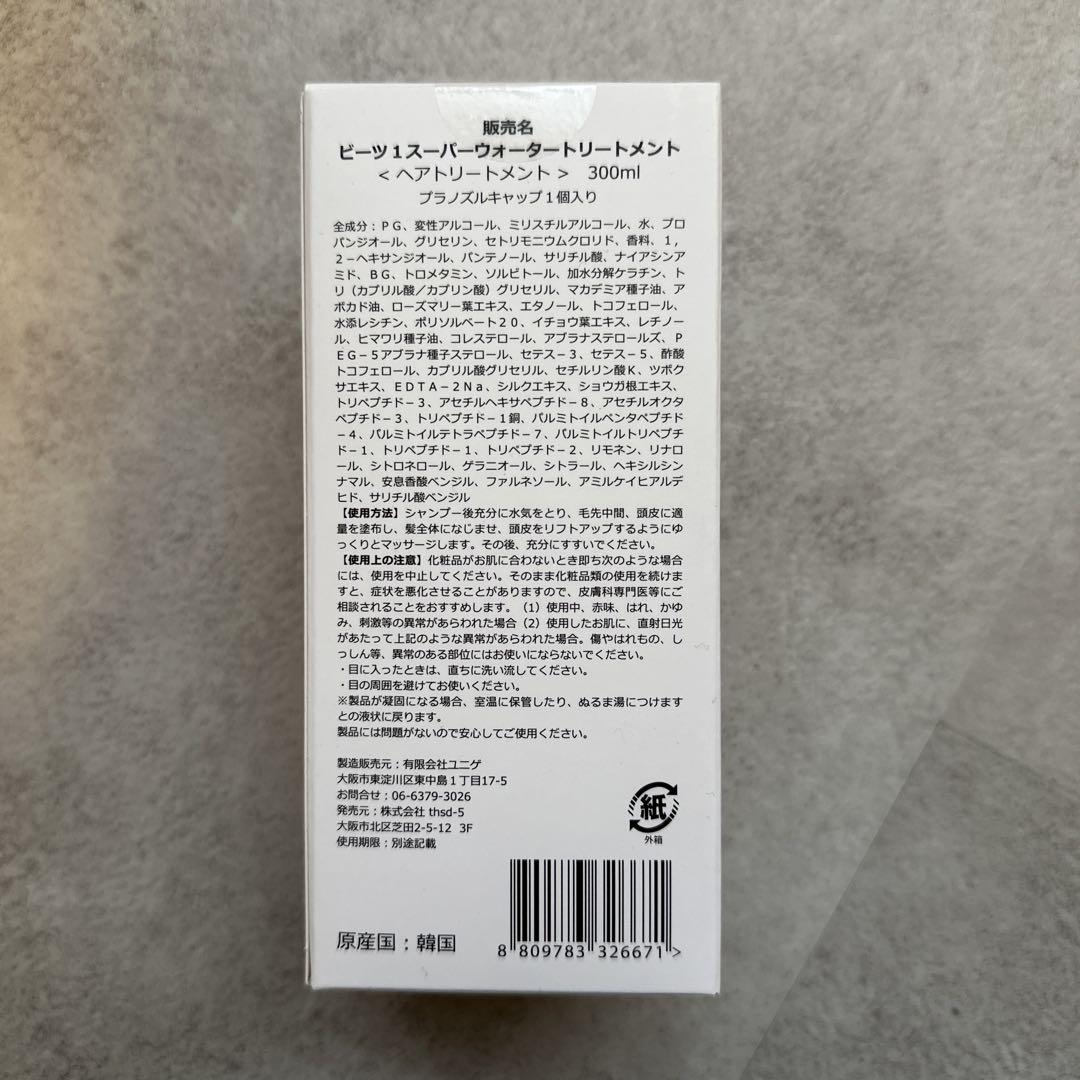 販売名
ビーツ１スーパーウォータートリートメント
＜ヘアトリートメント＞　300ml
プラノズルキャップ１個入り
全成分：ＰＧ、変性アルコール、ミリスチルアルコール、水、プロ
パンジオール、グリセリン、セトリモニウムクロリド、香料、１，
２－ヘキサンジオール、パンテノール、サリチル酸、ナイアシンア
ミド、ＢＧ、トロメタミン、ソルビトール、加水分解ケラチン、ト
リ（カプリル酸／カプリン酸）グリセリル、マカデミア種子油、ア
ボカド油、ローズマリー葉エキス、エタノール、トコフェロール、
水添レシチン、ポリソルベート２０、イチョウ葉エキス、レチノー
ル、ヒマワリ種子油、コレステロール、アブラナステロールズ、Ｐ
ＥＧ－５アブラナ種子ステロール、セテス－３、セテス－５、酢酸
トコフェロール、カプリル酸グリセリル、セチルリン酸Ｋ、ツボク
サエキス、ＥＤＴＡ－２Ｎａ、シルクエキス、ショウガ根エキス、
トリペプチド－３、アセチルヘキサペプチド－８、アセチルオクタ
ペプチド－３、トリペプチド－１銅、パルミトイルペンタペプチド
－４、パルミトイルテトラペプチド－７、パルミトイルトリペプチ
ド－１、トリペプチド－１、トリペプチド－２、リモネン、リナロ
ール、シトロネロール、ゲラニオール、シトラール、ヘキシルシン
ナマル、安息香酸ベンジル、ファルネソール、アミルケイヒアルデ
ヒド、サリチル酸ベンジル
【使用方法】シャンプー後充分に水気をとり、毛先中間、頭皮に適
量を塗布し、髪全体になじませ、頭皮をリフトアップするようにゆ
っくりとマッサージします。その後、充分にすすいでください。
【使用上の注意】化粧品がお肌に合わないとき即ち次のような場合
には、使用を中止してください。そのまま化粧品類の使用を続けま
すと、症状を悪化させることがありますので、皮膚科専門医等にご
相談されることをおすすめします。（1）使用中、赤味、はれ、かゆ
み、刺激等の異常があらわれた場合（2）使用したお肌に、直射日光
があたって上記のような異常があらわれた場合。傷やはれもの、し
っしん等、異常のある部位にはお使いにならないでください。
・目に入ったときは、直ちに洗い流してください。
・目の周囲を避けてお使いください。
※製品が凝固になる場合、室温に保管したり、ぬるま湯につけます
との液状に戻ります。
製品には問題がないので安心してご使用ください。
製造販売元：有限会社ユニゲ
大阪市東淀川区東中島１丁目17-5
お問合せ：06-6379-3026
発売元：株式会社 thsd-5
大阪市北区芝田2-5-12 3F
使用期限：別途記載
紙
外箱
原産国：韓国
8 809783 326671 >